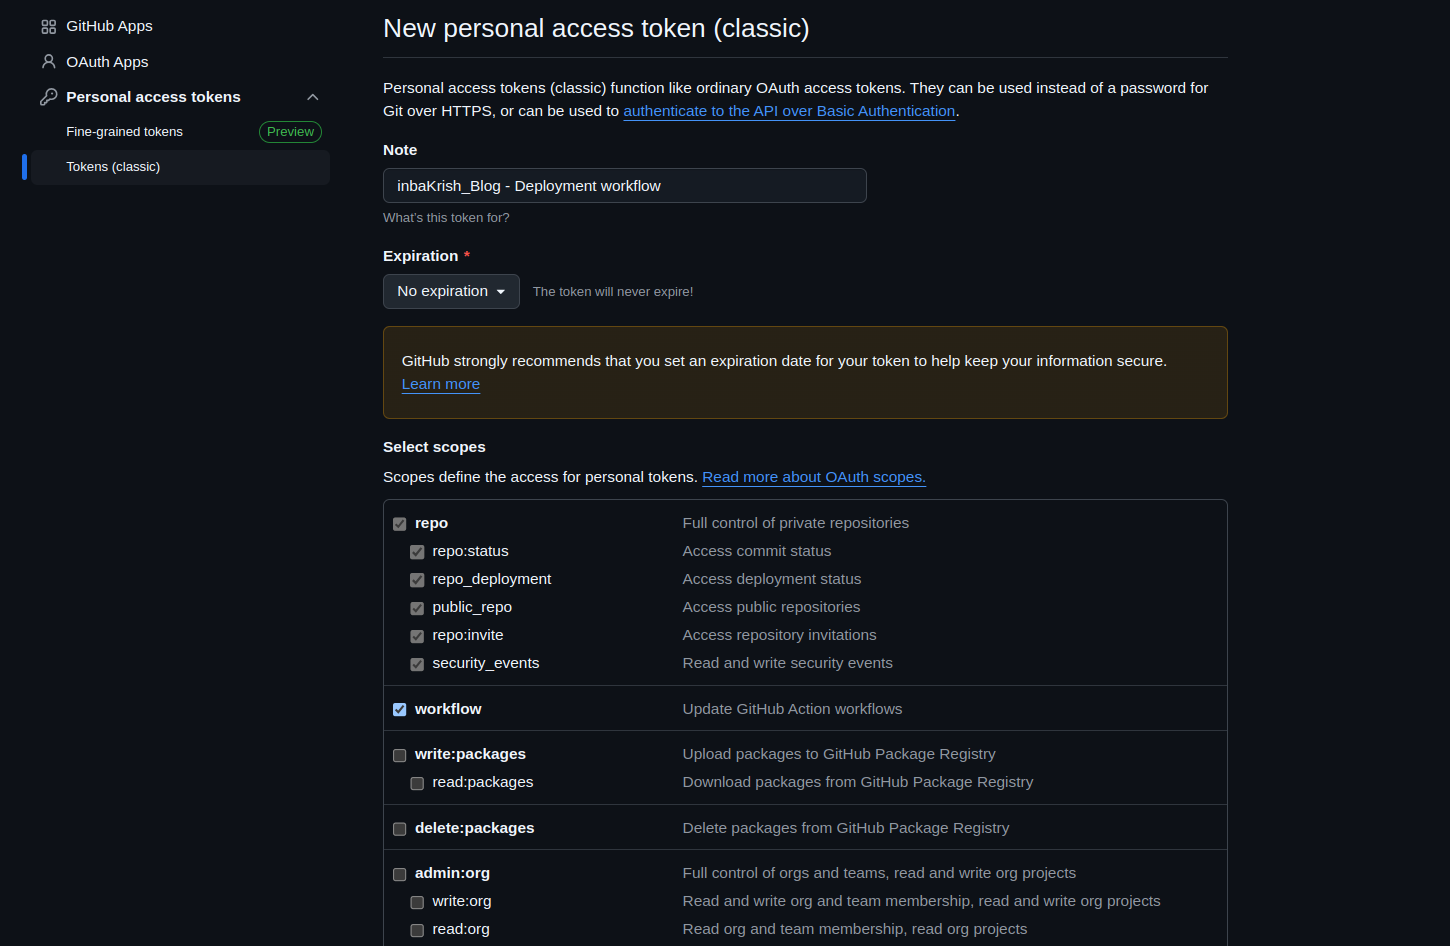 GitHub Apps
OAuth Apps
Personal access tokens
Fine-grained tokens Preview
Tokens (classic)
New personal access token (classic)
Personal access tokens (classic) function like ordinary OAuth access tokens. They can be used instead of a password for
Git over HTTPS, or can be used to authenticate to the API over Basic Authentication.
Note
inbaKrish_Blog - Deployment workflow
What's this token for?
Expiration *
No expiration The token will never expire!
GitHub strongly recommends that you set an expiration date for your token to help keep your information secure.
Learn more
Select scopes
Scopes define the access for personal tokens. Read more about OAuth scopes.
repo Full control of private repositories
repo:status Access commit status
repo_deployment Access deployment status
public_repo Access public repositories
repo:invite Access repository invitations
security_events Read and write security events
workflow Update GitHub Action workflows
write:packages Upload packages to GitHub Package Registry
read:packages Download packages from GitHub Package Registry
delete:packages Delete packages from GitHub Package Registry
admin:org Full control of orgs and teams, read and write org projects
write:org Read and write org and team membership, read and write org projects
read:org Read org and team membership, read org projects